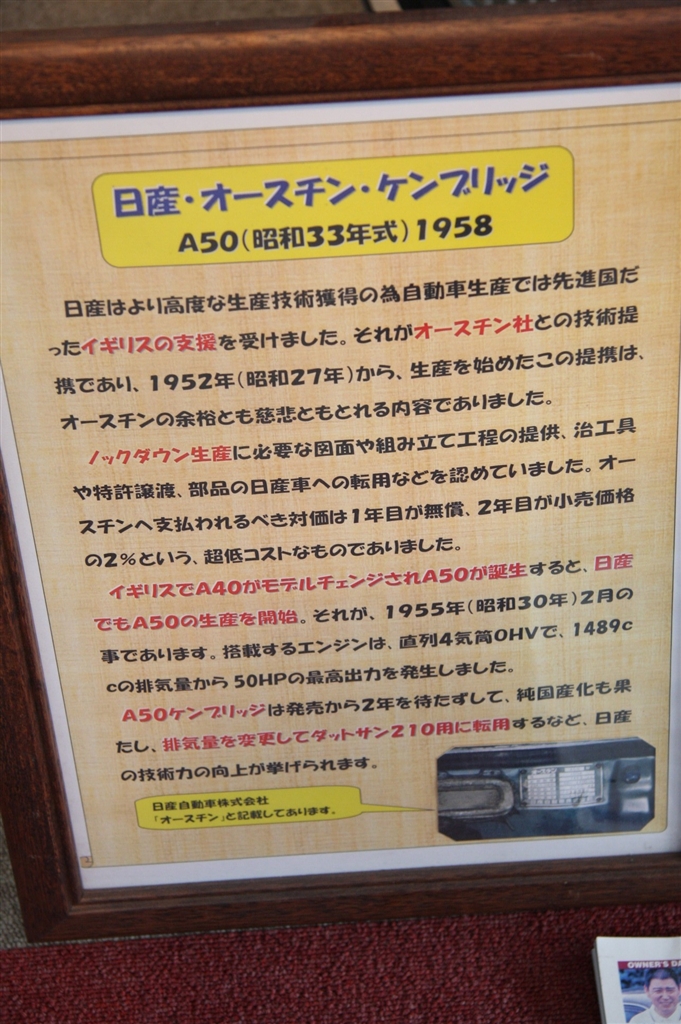 日産・オースチン・ケンブリッジ
A50(昭和33年式)1958
日産はより高度な生産技術獲得の為自動車生産では先進国だ
ったイギリスの支援を受けました。それがオースチン社との技術提
携であり、1952年(昭和27年)から、生産を始めたこの提携は、
オースチンの余裕とも慈悲ともとれる内容でありました。
ノックダウン生産に必要な図面や組み立て工程の提供、治工具
や特許譲渡、部品の日産車への転用などを認めていました。オー
スチンへ支払われるべき対価は1年目が無償、2年目が小売価格
の2%という、超低コストなものでありました。
イギリスでA40がモデルチェンジされA50が誕生すると、日産
でもA50の生産を開始。それが、1955年(昭和30年)2月の
事であります。搭載するエンジンは、直列4気筒OHVで、1489c
cの排気量から50HPの最高出力を発生しました。
A50ケンブリッジは発売から2年を待たずして、純国産化も果
たし、排気量を変更してダットサン210用に転用するなど、日産
の技術力の向上が挙げられます。
日産自動車株式会社
「オースチン」と記載してあります。
OWNER'S